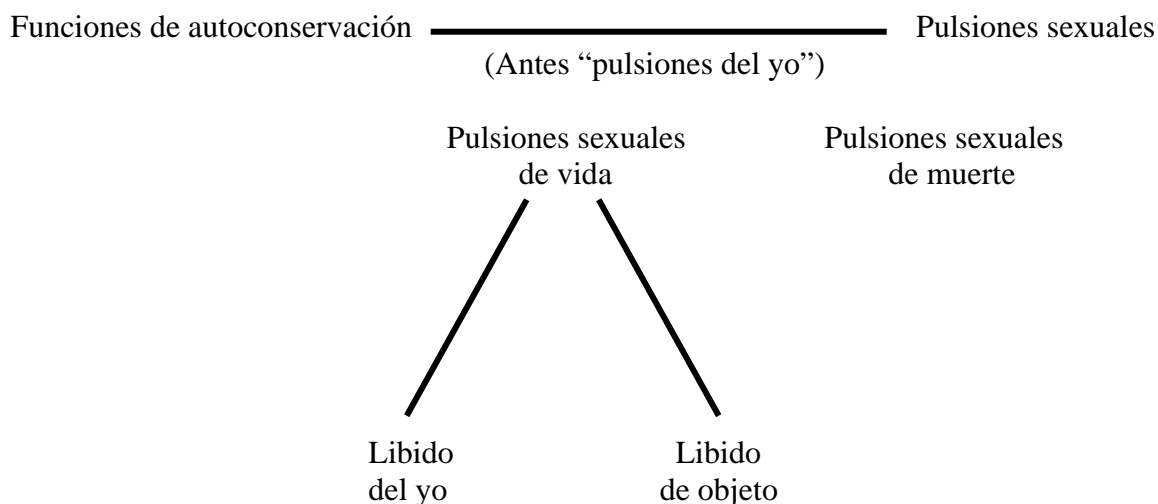 Funciones de autoconservación Pulsiones sexuales
(Antes “pulsiones del yo”)
Pulsiones sexuales
de vida
Pulsiones sexuales
de muerte
Libido
del yo
Libido
de objeto